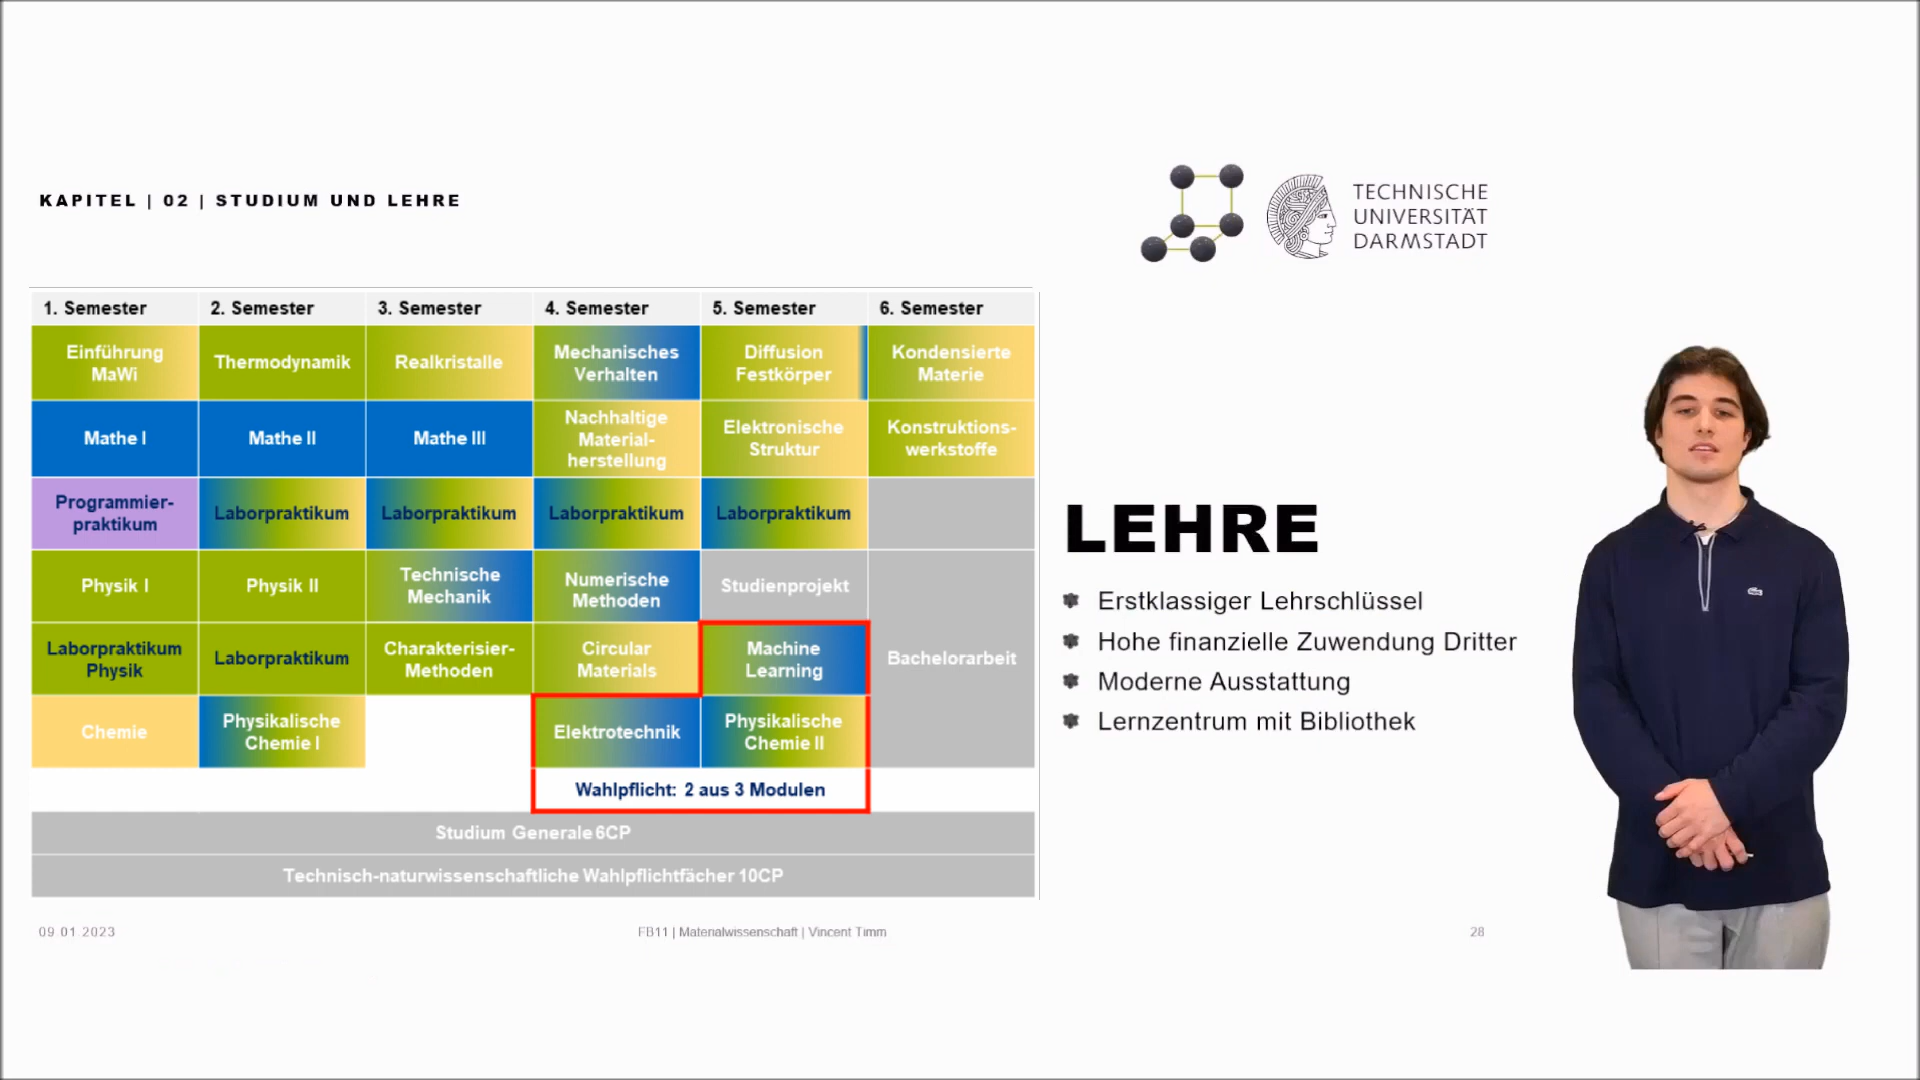 KAPITEL | 02 | STUDIUM UND LEHRE
TECHNISCHE
UNIVERSITÄT
DARMSTADT
1. Semester 2. Semester 3. Semester 4. Semester 5. Semester 6. Semester
Einführung
MaWi
Thermodynamik
Realkristalle
Mechanisches
Verhalten
Diffusion
Festkörper
Kondensierte
Materie
Mathe I
Mathe II
Mathe III
Nachhaltige
Material-
herstellung
Elektronische
Struktur
Konstruktions-
werkstoffe
Programmier-
praktikum
Laborpraktikum
Laborpraktikum
Laborpraktikum
Laborpraktikum
Physik I
Physik II
Technische
Mechanik
Numerische
Methoden
Studienprojekt
Laborpraktikum
Physik
Laborpraktikum
Charakterisier-
Methoden
Circular
Materials
Machine
Learning
Bachelorarbeit
Chemie
Physikalische
Chemie I
Elektrotechnik
Physikalische
Chemie II
Wahlpflicht: 2 aus 3 Modulen
Studium Generale 6CP
Technisch-naturwissenschaftliche Wahlpflichtfächer 10CP
LEHRE
Erstklassiger Lehrschlüssel
Hohe finanzielle Zuwendung Dritter
Moderne Ausstattung
Lernzentrum mit Bibliothek
09.01.2023
FB11 | Materialwissenschaft | Vincent Timm
28